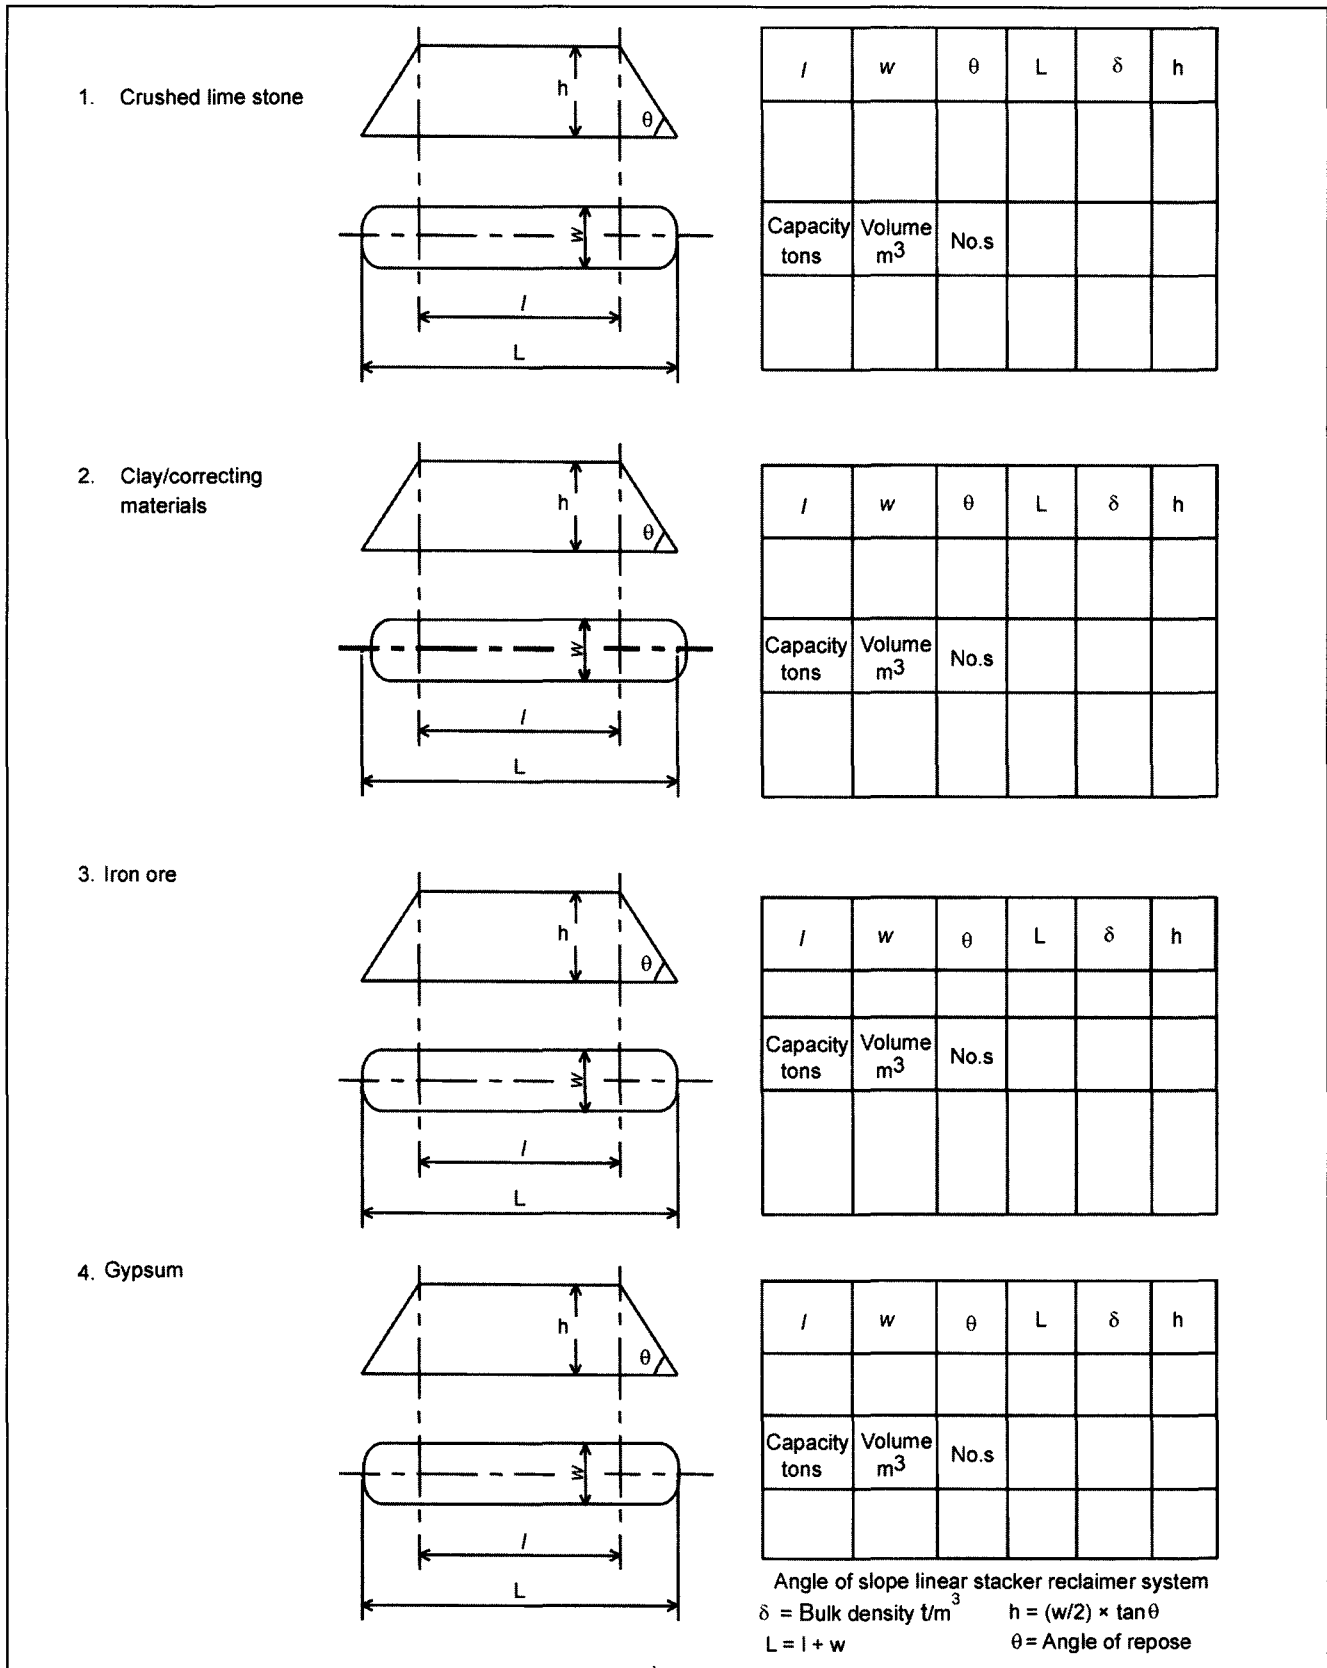 1. Crushed lime stone
h
θ
w
l
L
l w θ L δ h
Capacity Volume No.s
tons m³
2. Clay/correcting
materials
h
θ
w
l
L
l w θ L δ h
Capacity Volume No.s
tons m³
3. Iron ore
h
θ
w
l
L
l w θ L δ h
Capacity Volume No.s
tons m³
4. Gypsum
h
θ
w
l
L
l w θ L δ h
Capacity Volume No.s
tons m³
Angle of slope linear stacker reclaimer system
δ = Bulk density t/m³ h = (w/2) × tanθ
L = l + w θ = Angle of repose